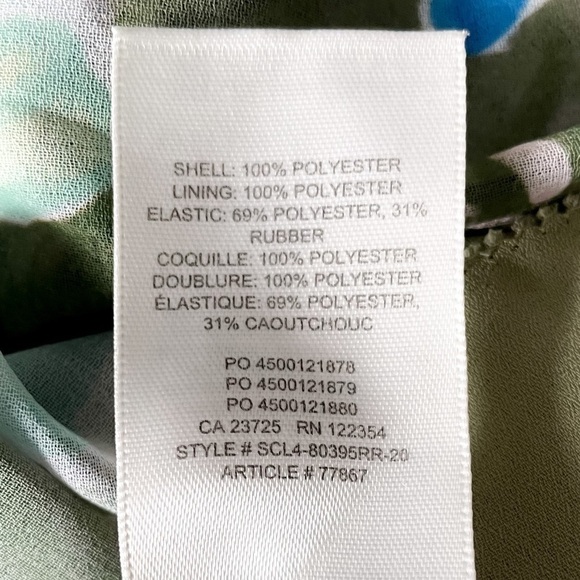 SHELL: 100% POLYESTER
LINING: 100% POLYESTER
ELASTIC: 69% POLYESTER, 31%
RUBBER
COQUILLE: 100% POLYESTER
DOUBLURE: 100% POLYESTER
ÉLASTIQUE: 69% POLYESTER,
31% CAOUTCHOUC
PO 4500121878
PO 4500121879
PO 4500121880
CA 23725 RN 122354
STYLE # SCL4-80395RR-20
ARTICLE # 77867